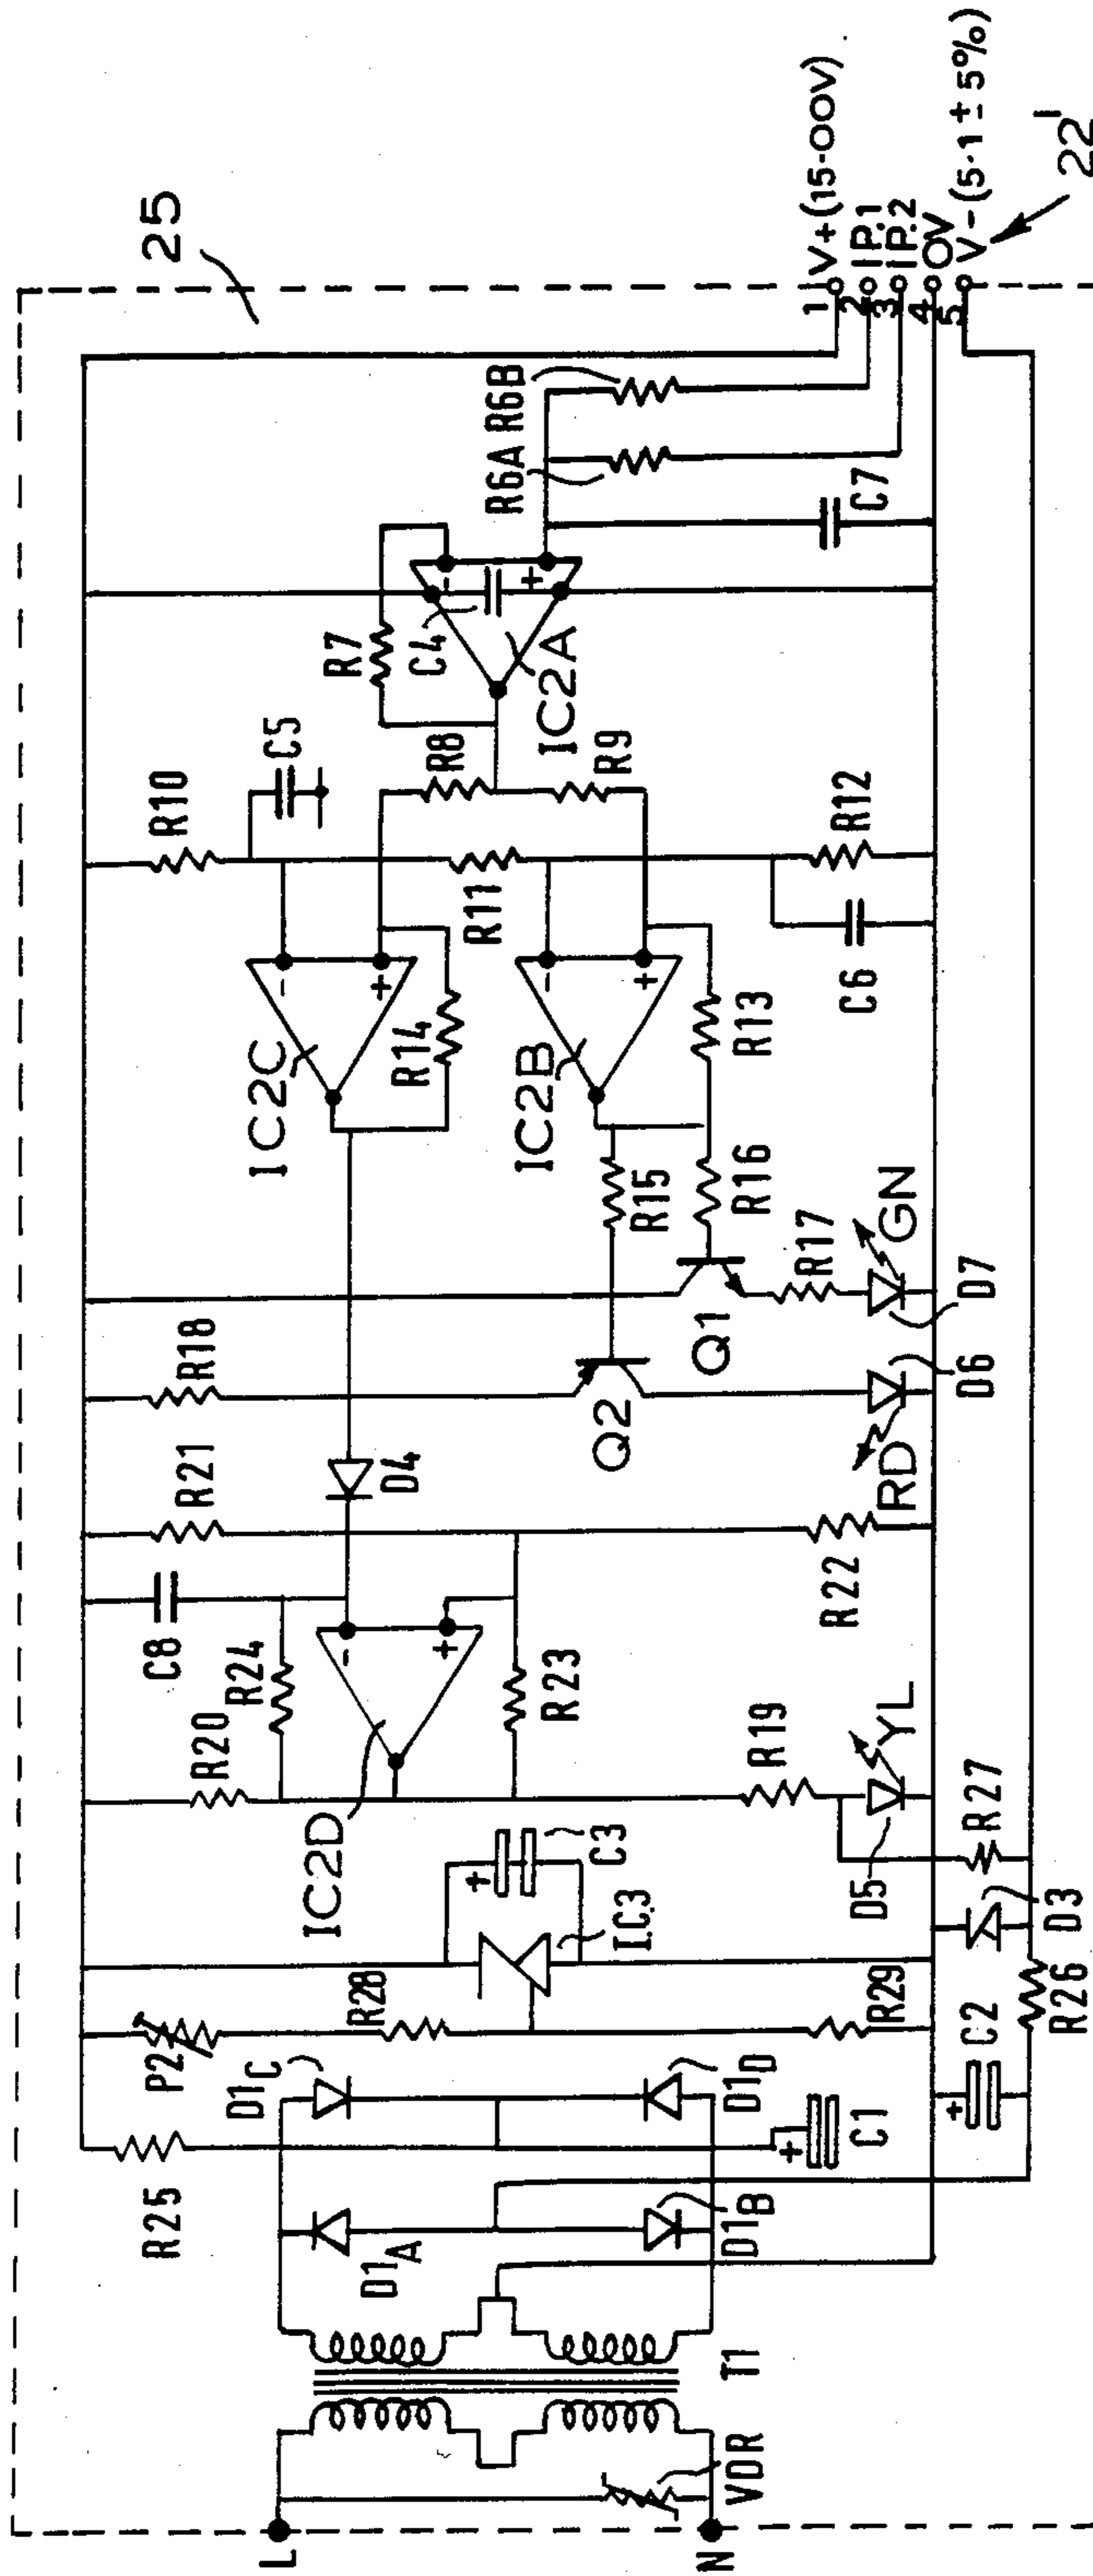 25
V+(15-00V)
1
I P.1
2
I P.2
3
0V
4
V-(5·1±5%)
5
22'
R10
C5
R7
C4
-
+
IC2A
R6A
R6B
C7
R8
R9
R11
R12
C6
IC2C
-
+
R14
IC2B
-
+
R13
R15
R16
Q1
R17
GN
D7
R18
Q2
RD
D6
R21
D4
C8
R24
-
+
R20
R23
IC2D
R22
R19
YL
D5
R27
+
C3
IC3
P2
R28
R29
D3
R26
+
C2
D1C
D1D
+
C1
R25
D1A
D1B
T1
VDR
L
N